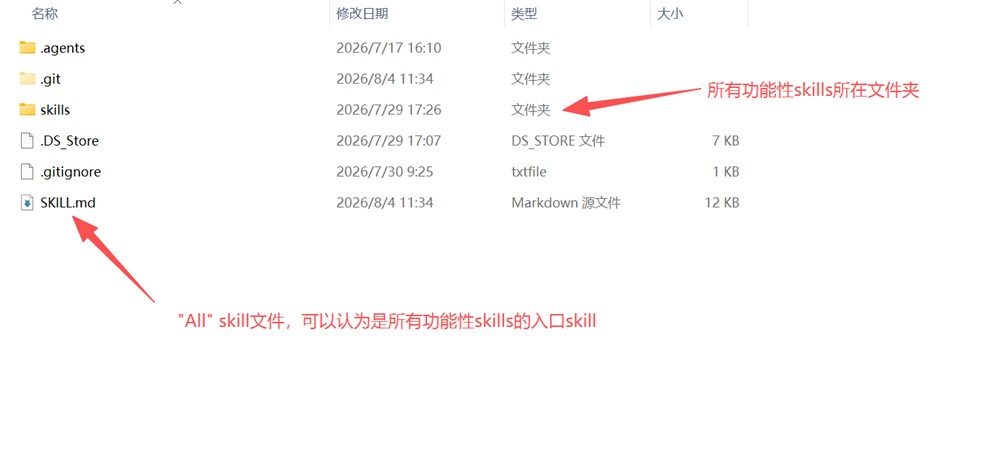 名称 修改日期 类型 大小
.agents 2026/7/17 16:10 文件夹
.git 2026/8/4 11:34 文件夹
所有功能性skills所在文件夹
skills 2026/7/29 17:26 文件夹
.DS_Store 2026/7/29 17:07 DS_STORE 文件 7 KB
.gitignore 2026/7/30 9:25 txtfile 1 KB
SKILL.md 2026/8/4 11:34 Markdown 源文件 12 KB
"All" skill文件，可以认为是所有功能性skills的入口skill